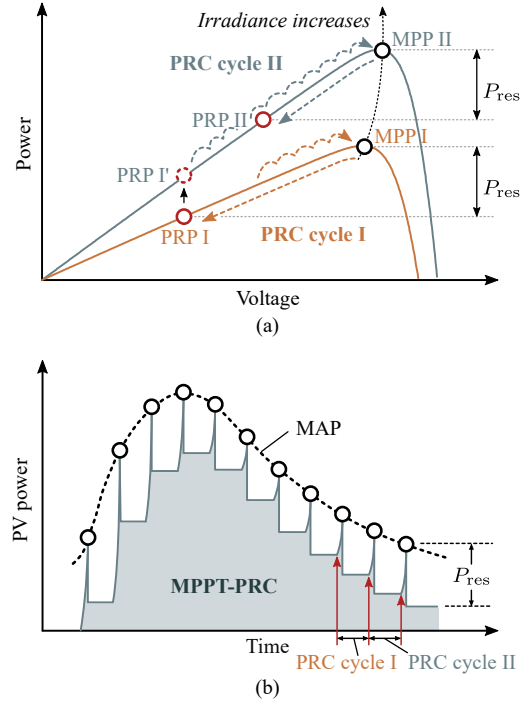 Irradiance increases
MPP II
PRC cycle II
P_res
PRP II
MPP I
PRP I'
P_res
PRP I
PRC cycle I
Power
Voltage
(a)
MAP
PV power
P_res
MPPT-PRC
Time
PRC cycle I
PRC cycle II
(b)